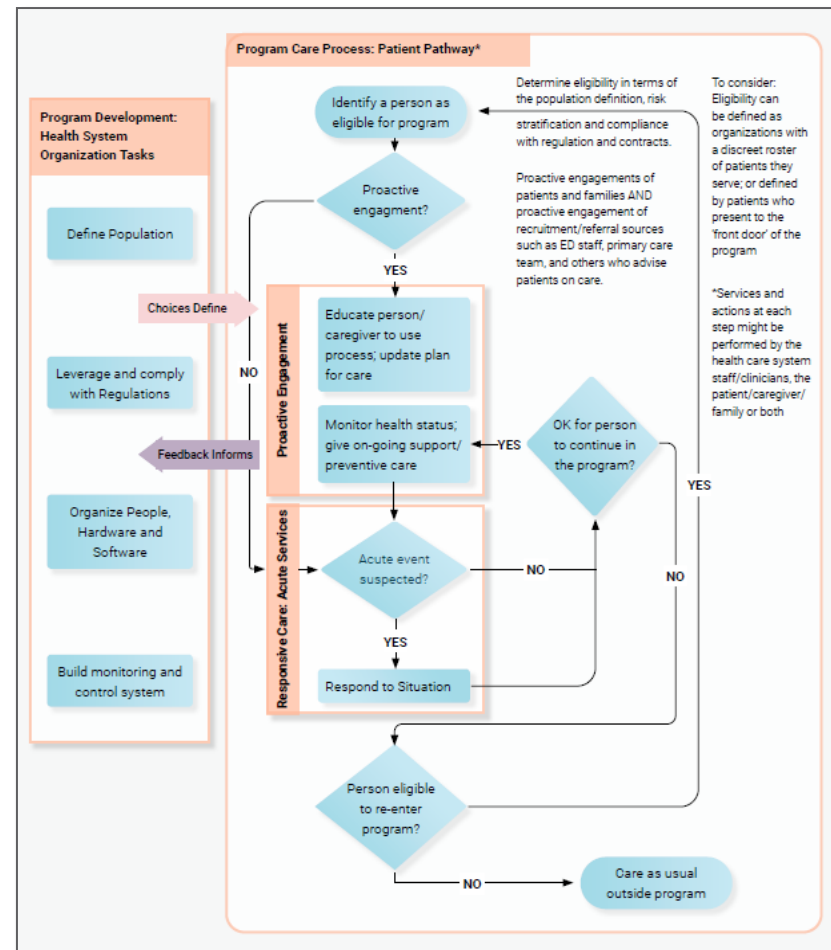 Program Care Process: Patient Pathway*
Program Development:
Health System
Organization Tasks
Define Population
Leverage and comply
with Regulations
Organize People,
Hardware and
Software
Build monitoring and
control system
Choices Define
Feedback Informs
Identify a person as
eligible for program
Determine eligibility in terms of
the population definition, risk
stratification and compliance
with regulation and contracts.
Proactive engagements of
patients and families AND
proactive engagement of
recruitment/referral sources
such as ED staff, primary care
team, and others who advise
patients on care.
To consider:
Eligibility can
be defined as
organizations with
a discreet roster
of patients they
serve; or defined
by patients who
present to the
'front door' of the
program
*Services and
actions at each
step might be
performed by the
health care system
staff/clinicians, the
patient/caregiver/
family or both
Proactive
engagment?
YES
NO
Proactive Engagement
Educate person/
caregiver to use
process; update plan
for care
Monitor health status;
give on-going support/
preventive care
YES
OK for person
to continue in
the program?
YES
NO
Responsive Care: Acute Services
Acute event
suspected?
NO
YES
Respond to Situation
Person eligible
to re-enter
program?
NO
Care as usual
outside program